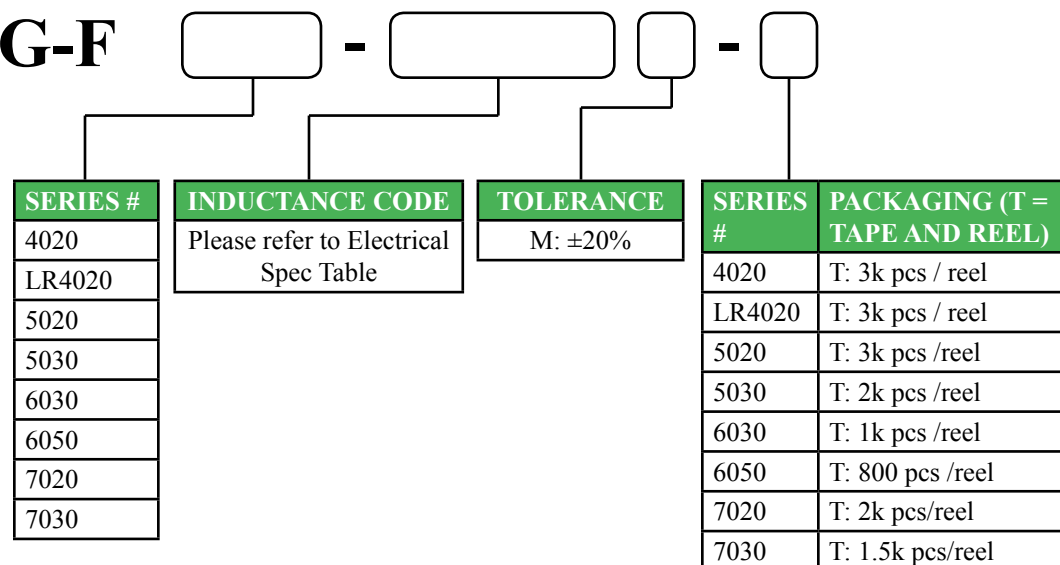 G-F - -
SERIES #
4020
LR4020
5020
5030
6030
6050
7020
7030
INDUCTANCE CODE
Please refer to Electrical
Spec Table
TOLERANCE
M: ±20%
SERIES PACKAGING (T =
# TAPE AND REEL)
4020 T: 3k pcs / reel
LR4020 T: 3k pcs / reel
5020 T: 3k pcs /reel
5030 T: 2k pcs /reel
6030 T: 1k pcs /reel
6050 T: 800 pcs /reel
7020 T: 2k pcs/reel
7030 T: 1.5k pcs/reel